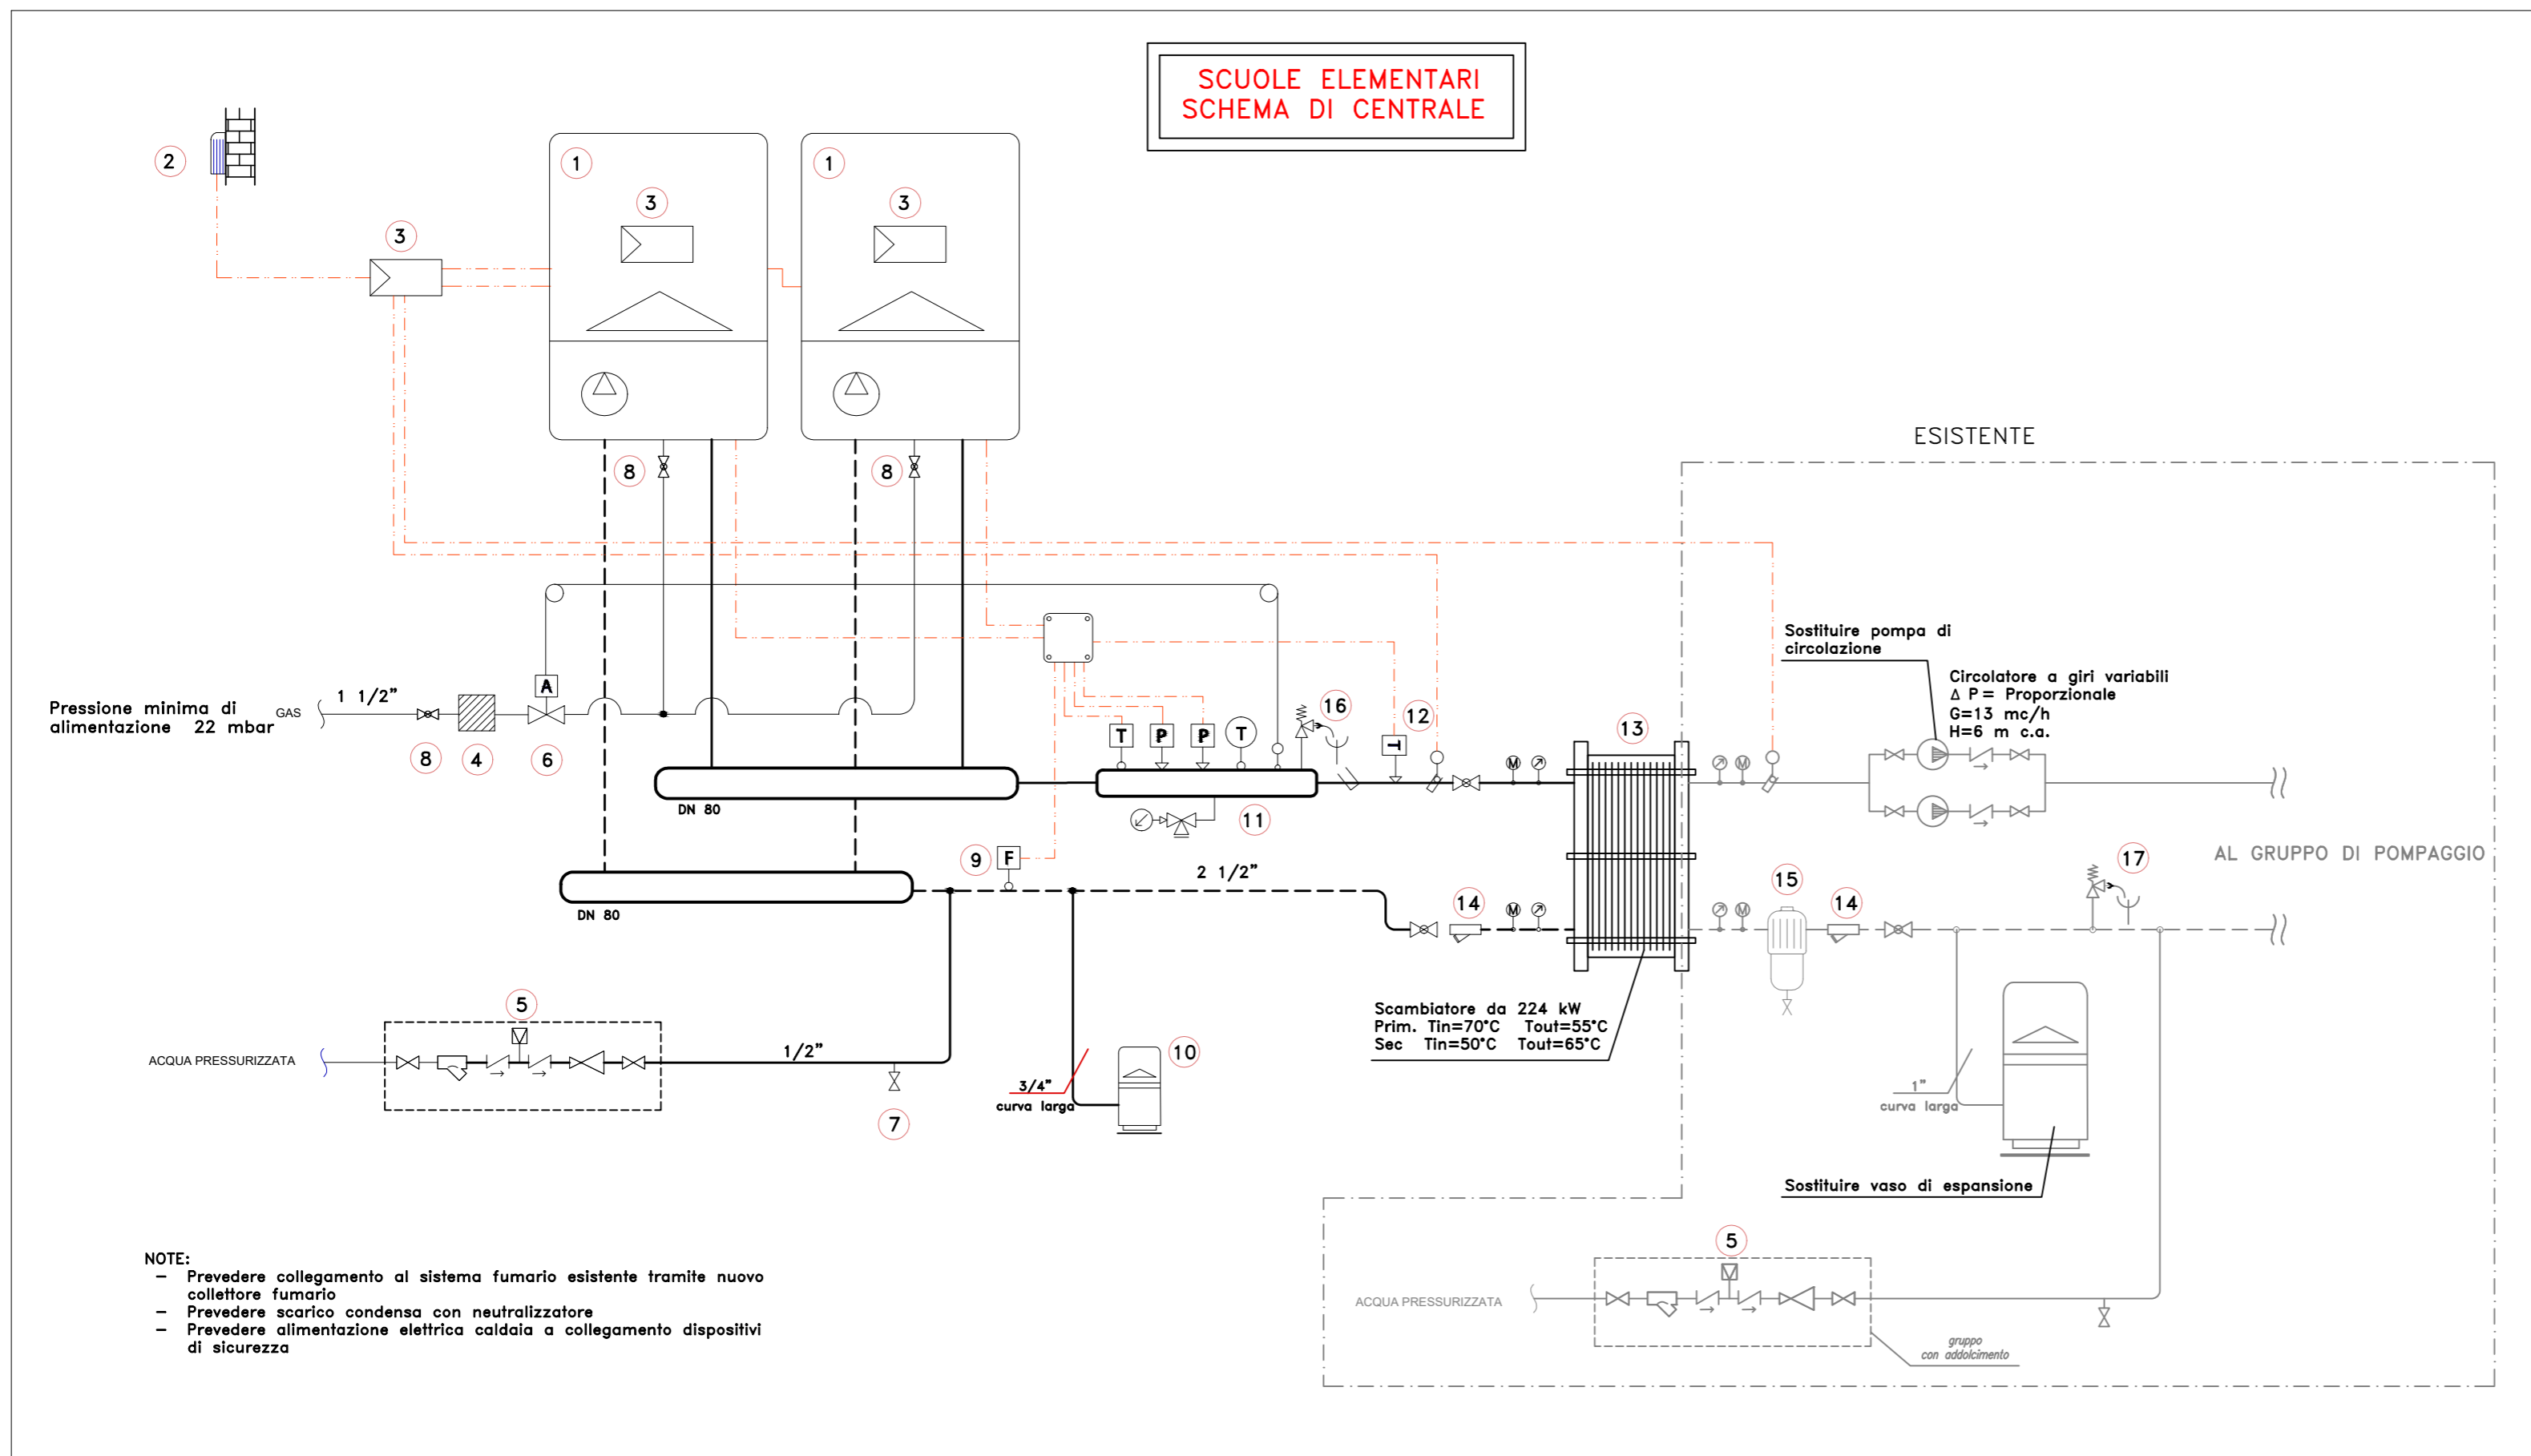 SCUOLE ELEMENTARI
SCHEMA DI CENTRALE
2
1
1
3
3
3
8
8
ESISTENTE
Sostituire pompa di
circolazione
Circolatore a giri variabili
Δ P = Proporzionale
G=13 mc/h
H=6 m c.a.
Pressione minima di
alimentazione 22 mbar
GAS
1 1/2"
A
8
4
6
T
P
P
T
16
T
12
13
M
M
DN 80
11
9
F
2 1/2"
DN 80
14
M
M
15
14
17
AL GRUPPO DI POMPAGGIO
5
ACQUA PRESSURIZZATA
1/2"
7
3/4"
curva larga
10
Scambiatore da 224 kW
Prim. Tin=70°C Tout=55°C
Sec Tin=50°C Tout=65°C
1"
curva larga
Sostituire vaso di espansione
5
ACQUA PRESSURIZZATA
gruppo
con addolcimento
NOTE:
– Prevedere collegamento al sistema fumario esistente tramite nuovo
collettore fumario
– Prevedere scarico condensa con neutralizzatore
– Prevedere alimentazione elettrica caldaia a collegamento dispositivi
di sicurezza